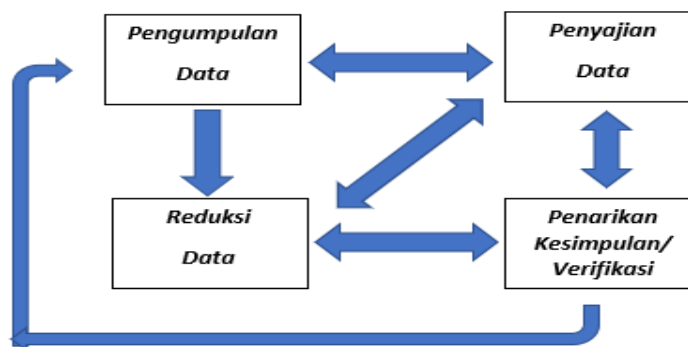 Pengumpulan
Data
Penyajian
Data
Reduksi
Data
Penarikan
Kesimpulan/
Verifikasi